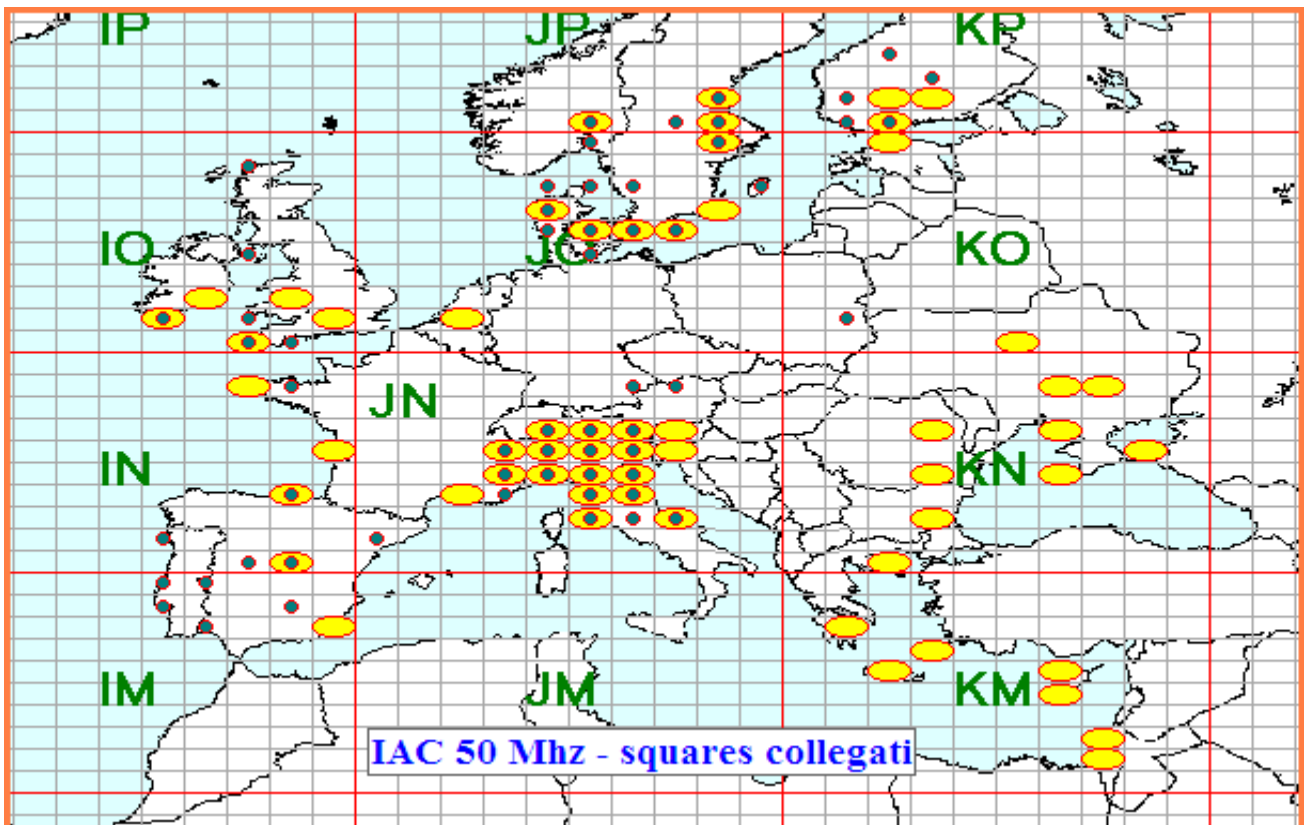 IP JP KP
IO JO KO
JN
IN KN
IM JM KM
IAC 50 Mhz - squares collegati